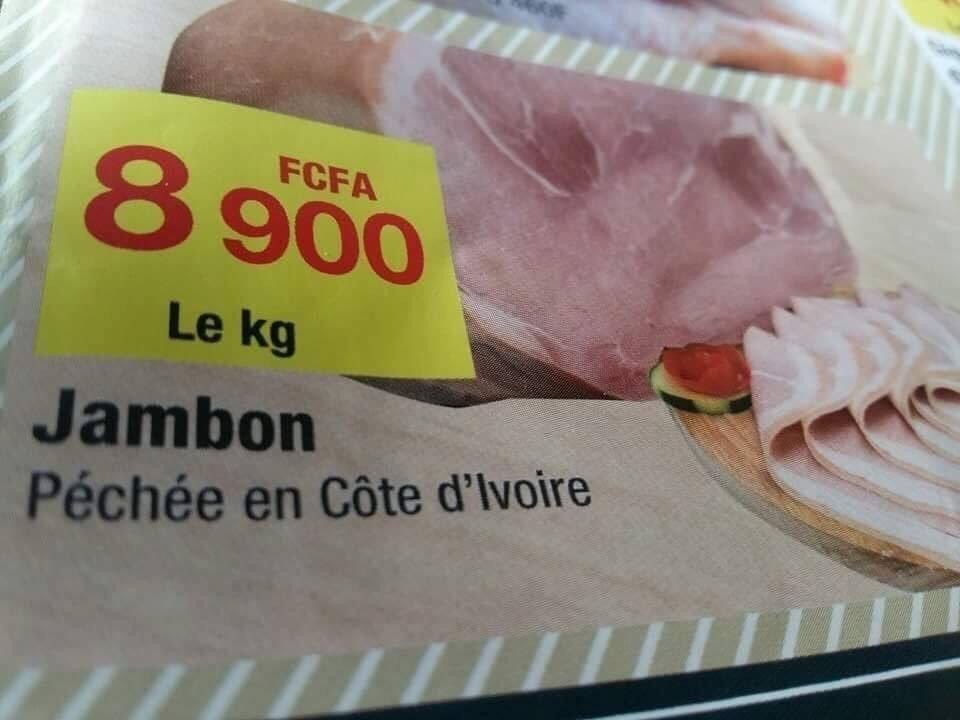 FCFA
8 900
Le kg
Jambon
Péchée en Côte d'Ivoire